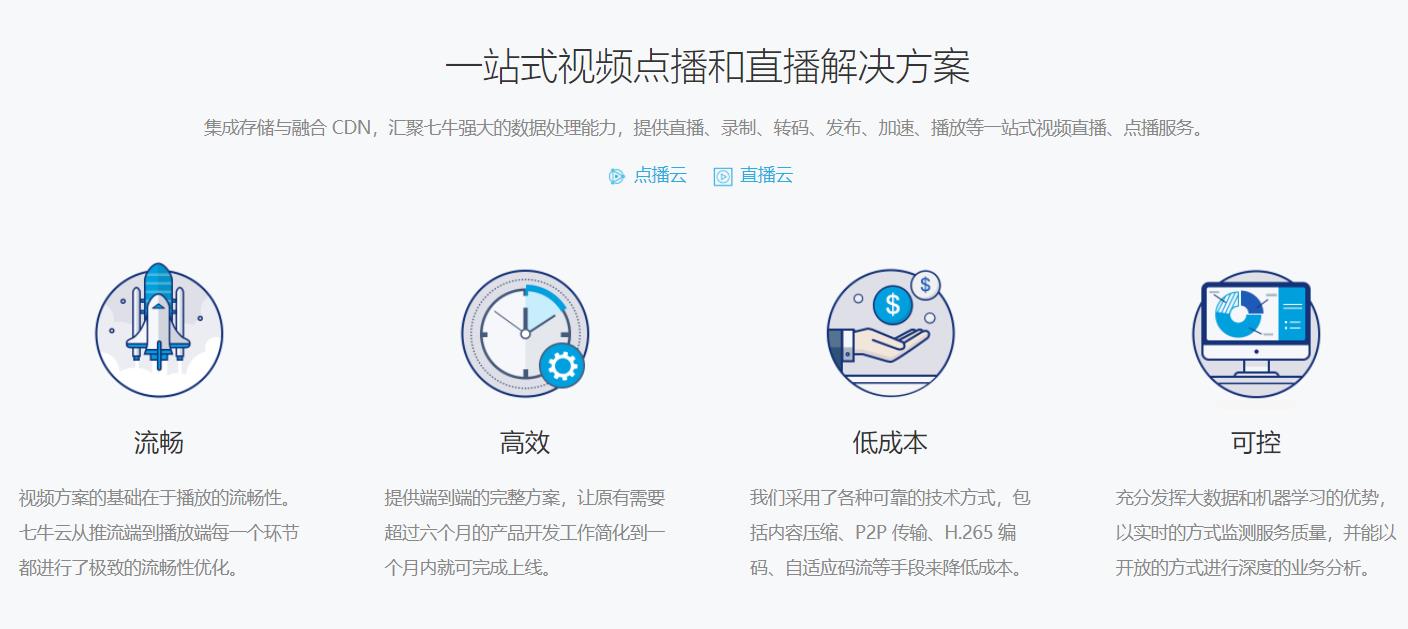 一站式视频点播和直播解决方案
集成存储与融合 CDN，汇聚七牛强大的数据处理能力，提供直播、录制、转码、发布、加速、播放等一站式视频直播、点播服务。
点播云 直播云
流畅
视频方案的基础在于播放的流畅性。
七牛云从推流端到播放端每一个环节
都进行了极致的流畅性优化。
高效
提供端到端的完整方案，让原有需要
超过六个月的产品开发工作简化到一
个月内就可完成上线。
$
$
低成本
我们采用了各种可靠的技术方式，包
括内容压缩、P2P 传输、H.265 编
码、自适应码流等手段来降低成本。
可控
充分发挥大数据和机器学习的优势，
以实时的方式监测服务质量，并能以
开放的方式进行深度的业务分析。